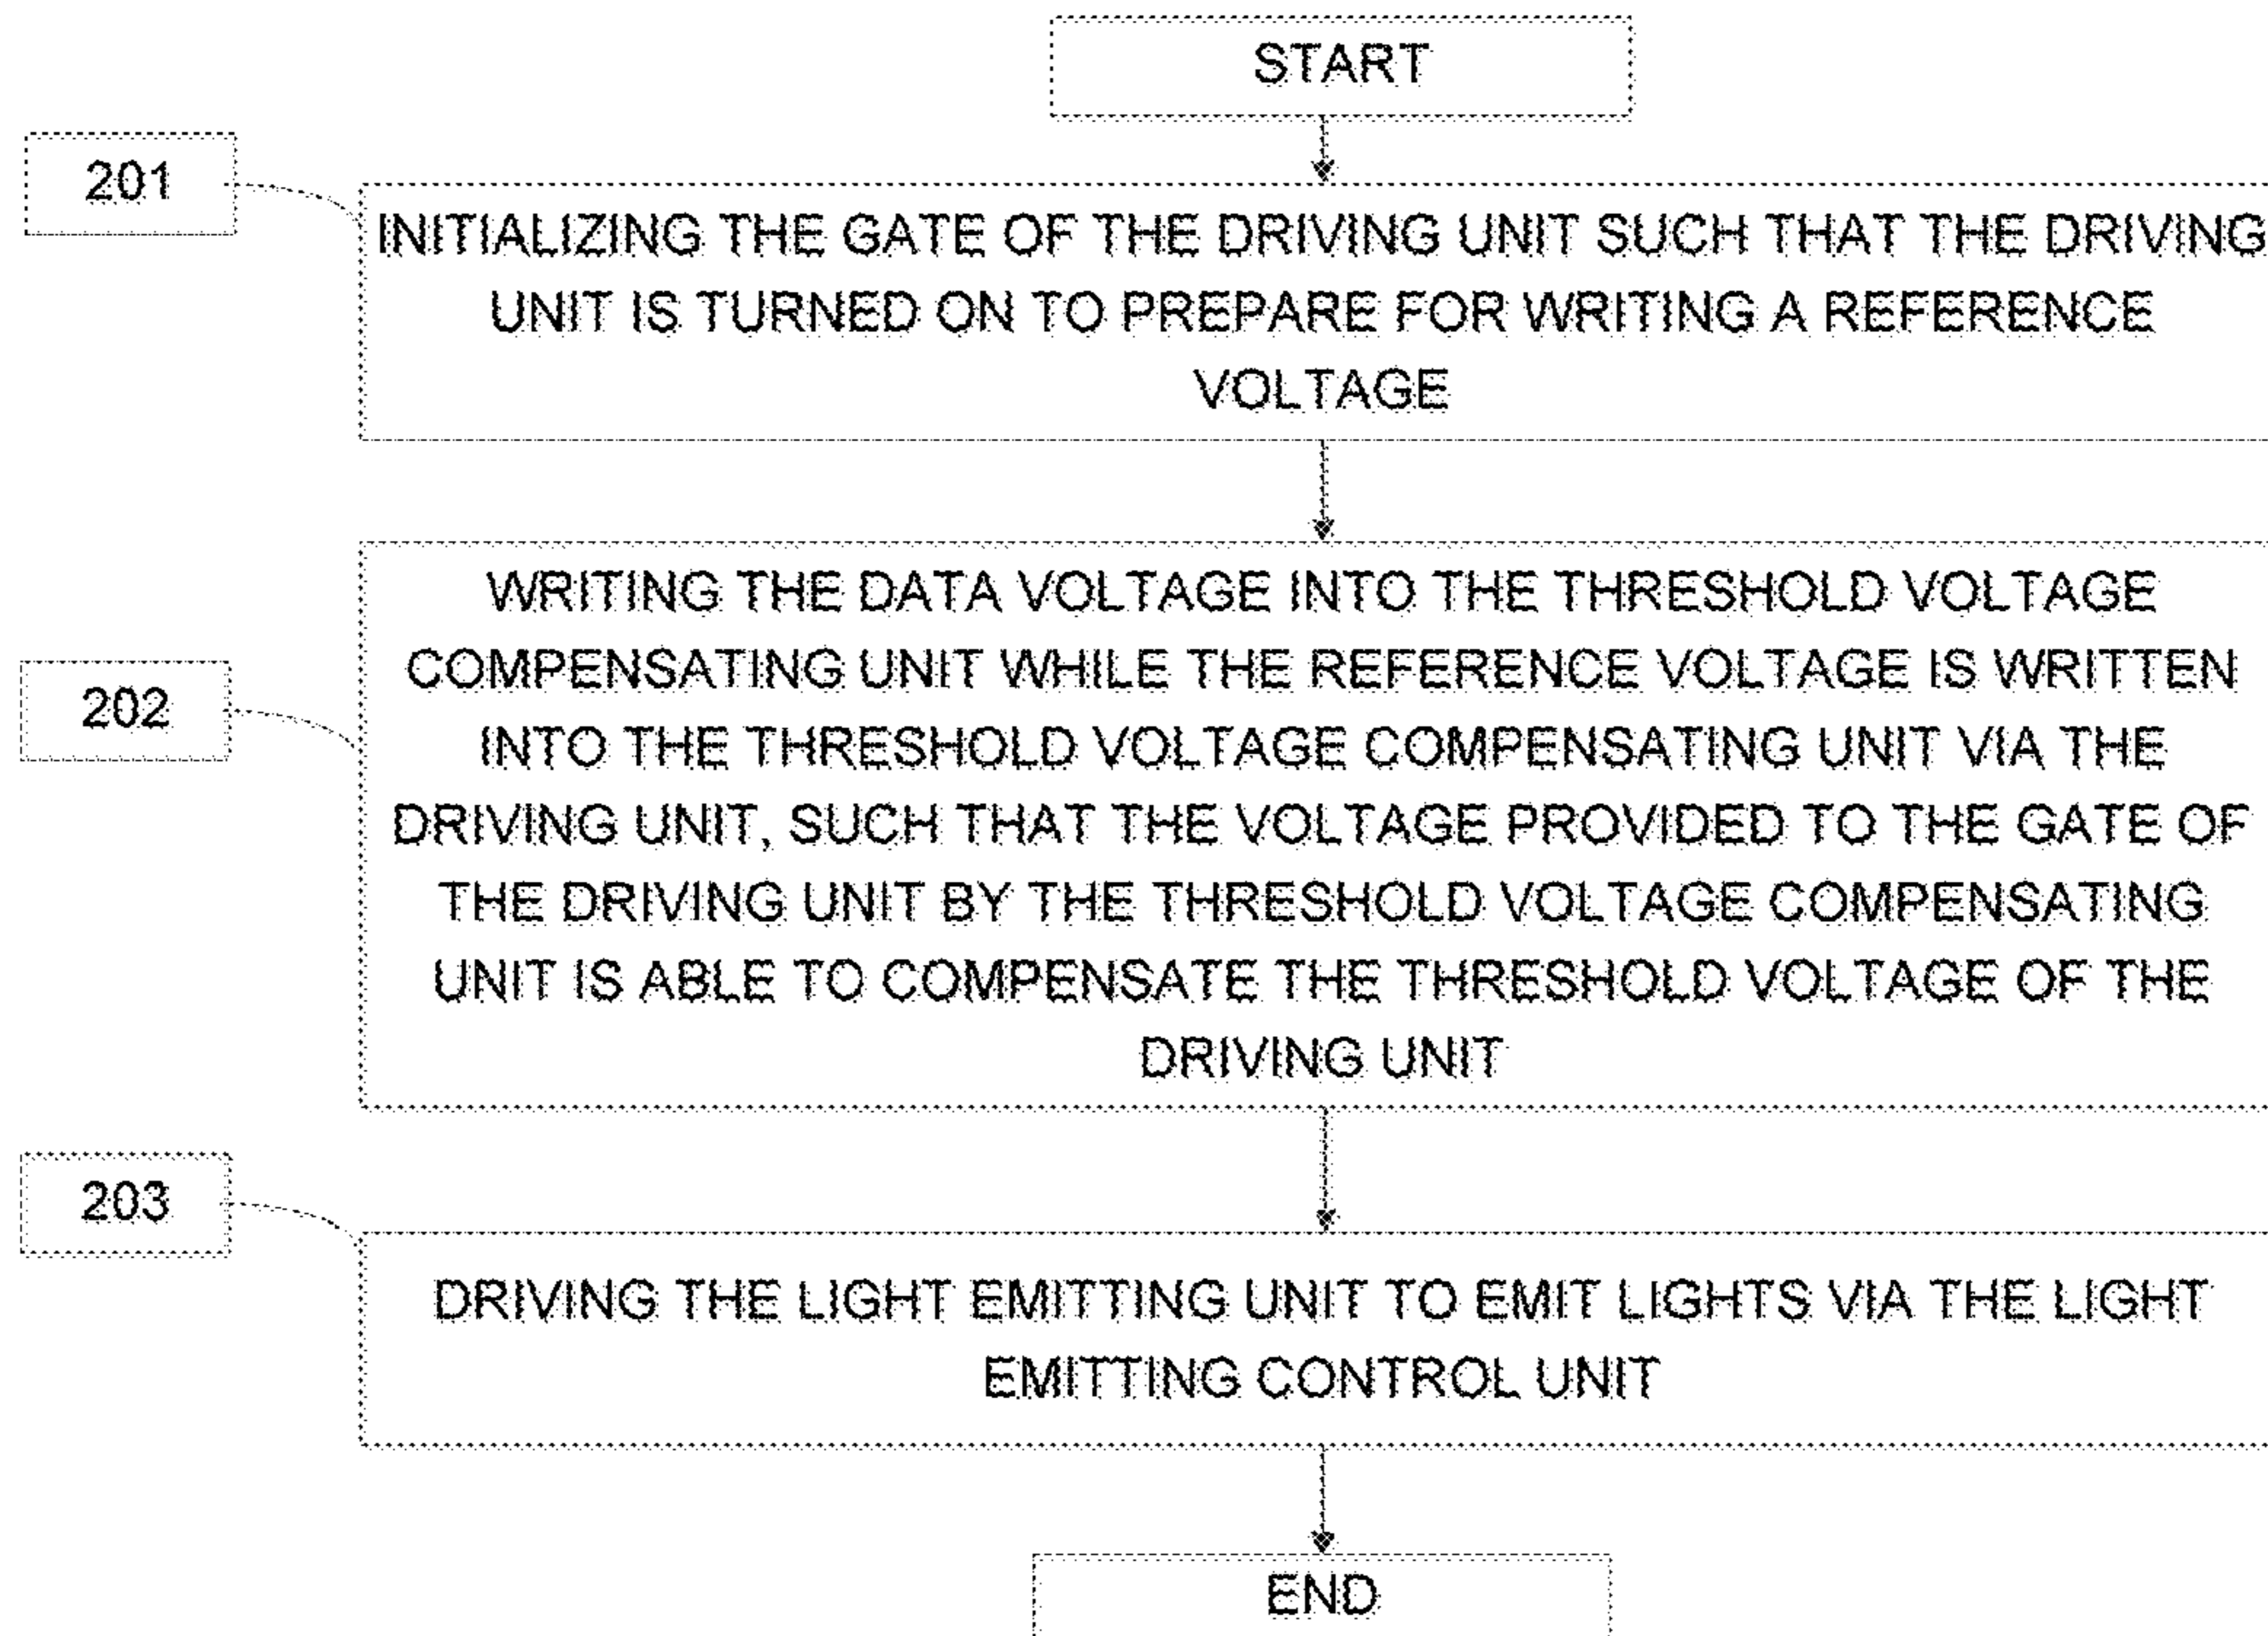 START
201
INITIALIZING THE GATE OF THE DRIVING UNIT SUCH THAT THE DRIVING
UNIT IS TURNED ON TO PREPARE FOR WRITING A REFERENCE
VOLTAGE
202
WRITING THE DATA VOLTAGE INTO THE THRESHOLD VOLTAGE
COMPENSATING UNIT WHILE THE REFERENCE VOLTAGE IS WRITTEN
INTO THE THRESHOLD VOLTAGE COMPENSATING UNIT VIA THE
DRIVING UNIT, SUCH THAT THE VOLTAGE PROVIDED TO THE GATE OF
THE DRIVING UNIT BY THE THRESHOLD VOLTAGE COMPENSATING
UNIT IS ABLE TO COMPENSATE THE THRESHOLD VOLTAGE OF THE
DRIVING UNIT
203
DRIVING THE LIGHT EMITTING UNIT TO EMIT LIGHTS VIA THE LIGHT
EMITTING CONTROL UNIT
END